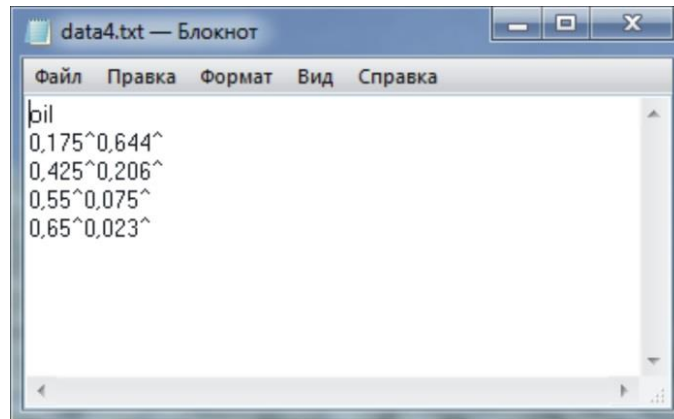 data4.txt — Блокнот
Файл Правка Формат Вид Справка
oil
0,175^0,644^
0,425^0,206^
0,55^0,075^
0,65^0,023^